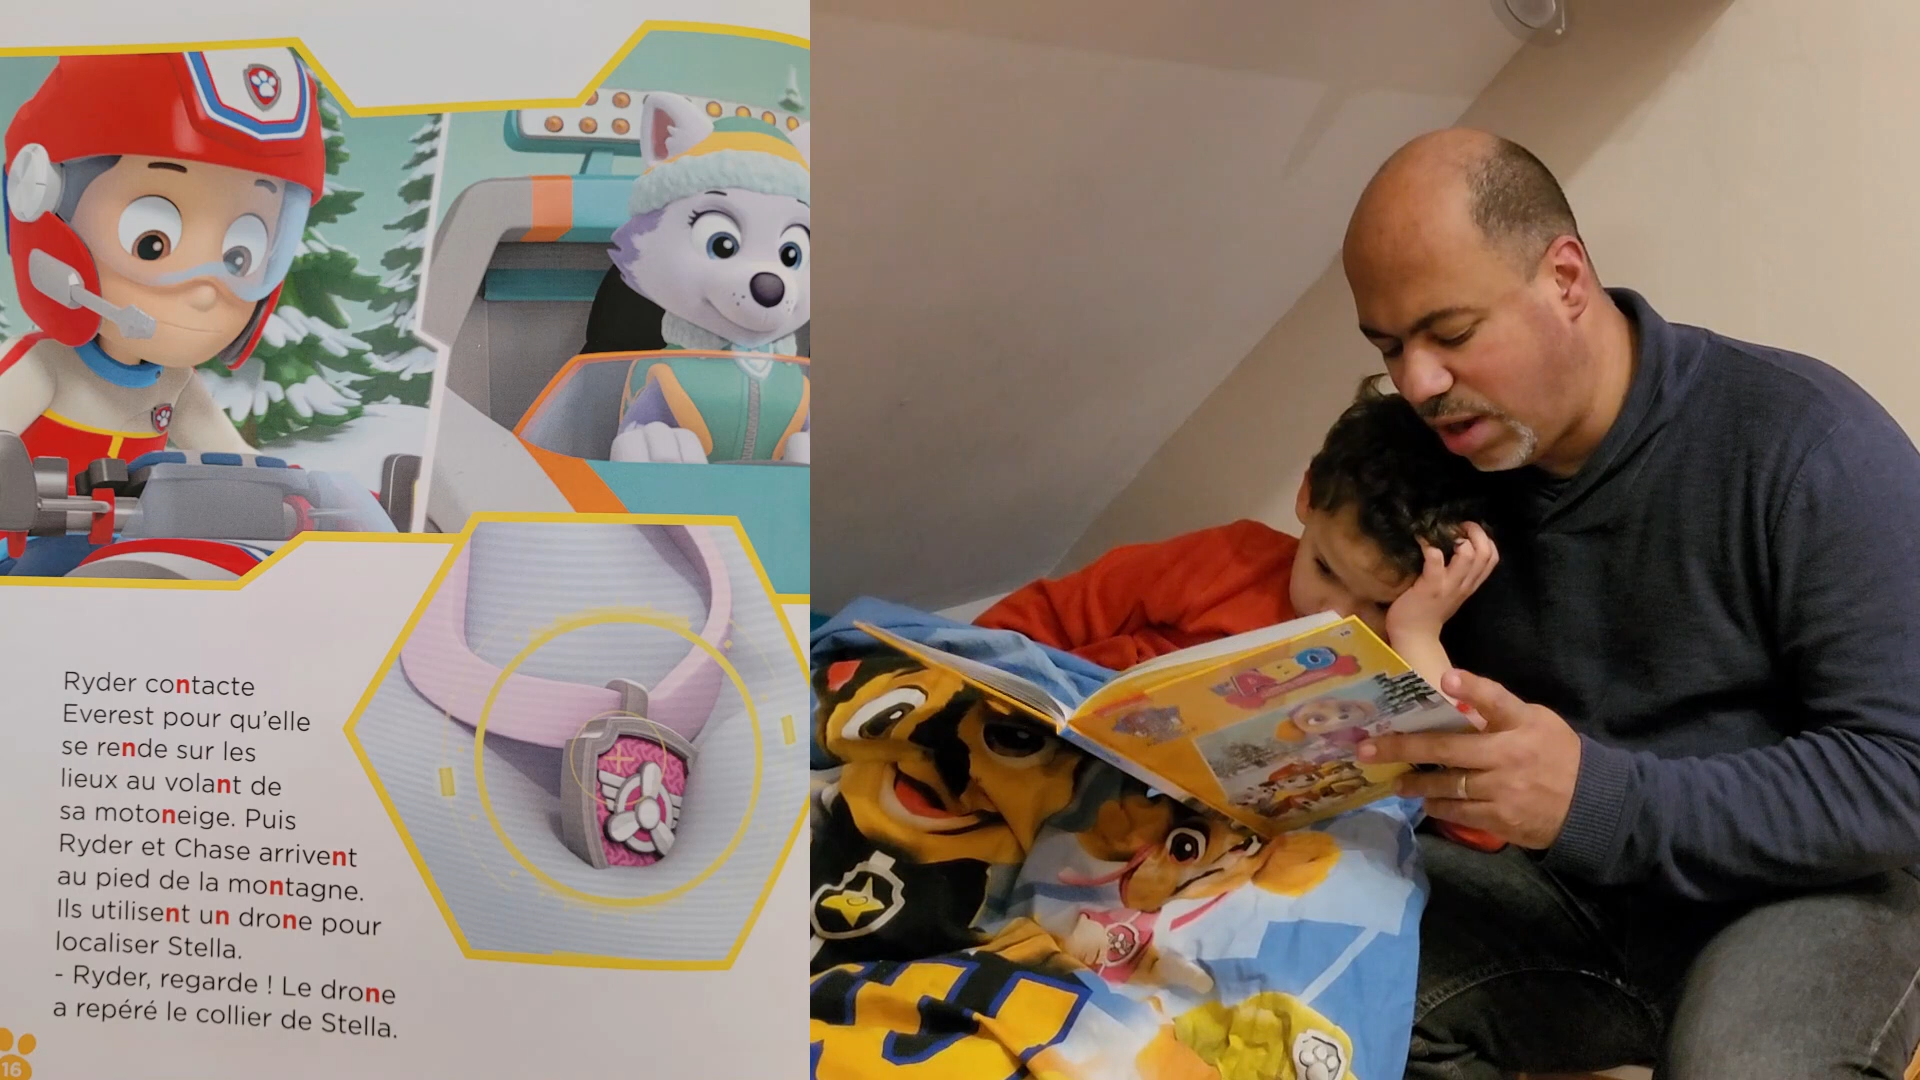 Ryder contacte
Everest pour qu'elle
se rende sur les
lieux au volant de
sa motoneige. Puis
Ryder et Chase arrivent
au pied de la montagne.
Ils utilisent un drone pour
localiser Stella.
- Ryder, regarde ! Le drone
a repéré le collier de Stella.
16